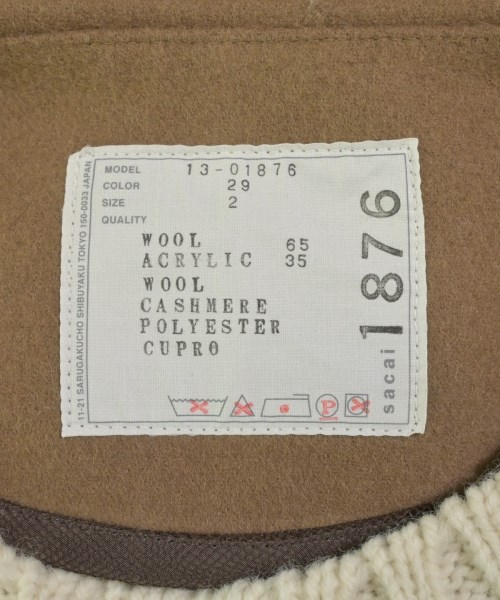 MODEL 13-01876
COLOR 29
SIZE 2
QUALITY
WOOL 65
ACRYLIC 35
WOOL
CASHMERE
POLYESTER
CUPRO
P
sacai 1876
11-21 SARUGAKUCHO SHIBUYAKU TOKYO 150-0033 JAPAN